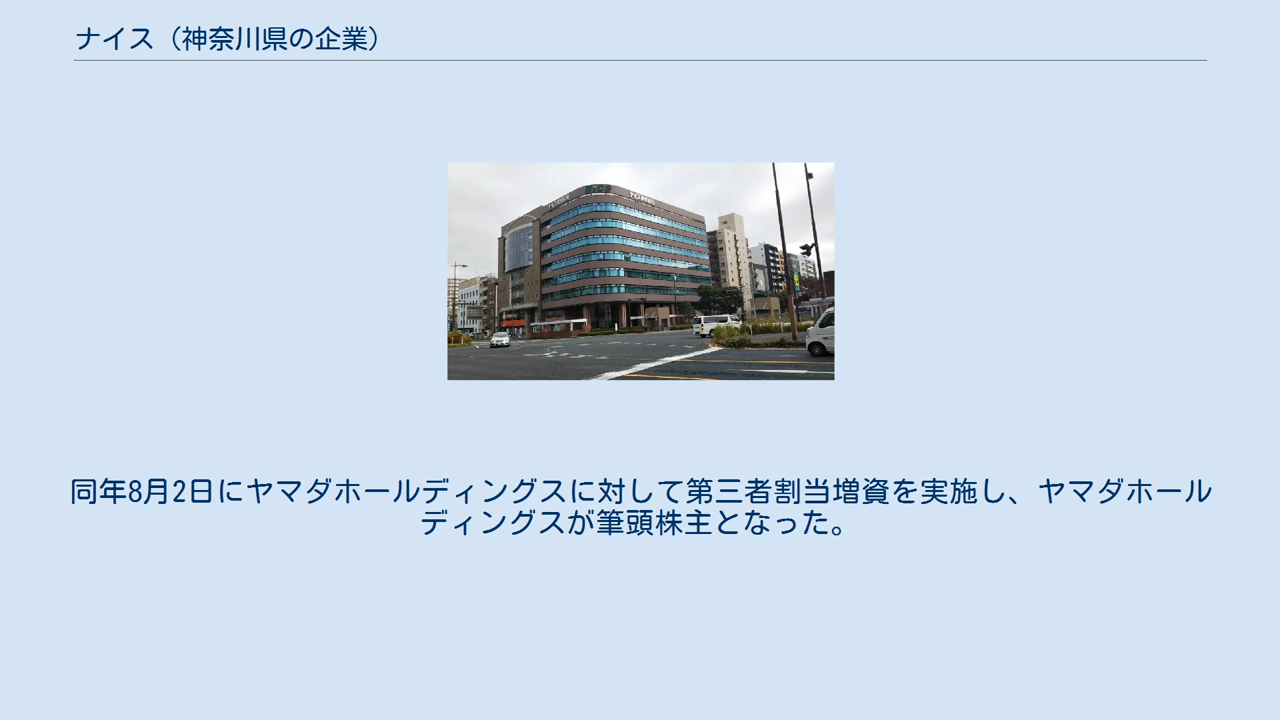 ナイス（神奈川県の企業）
同年8月2日にヤマダホールディングスに対して第三者割当増資を実施し、ヤマダホール
ディングスが筆頭株主となった。